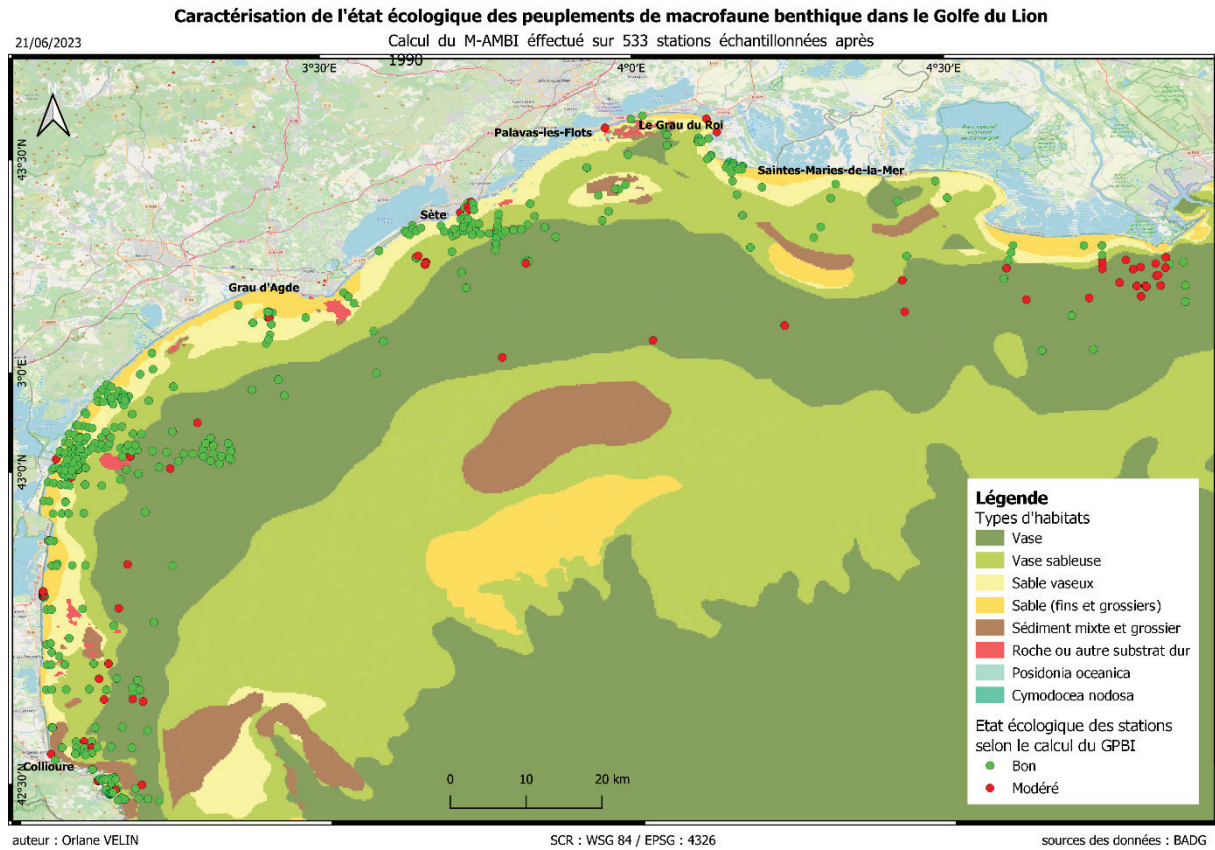 Caractérisation de l'état écologique des peuplements de macrofaune benthique dans le Golfe du Lion
21/06/2023
Calcul du M-AMBI éffectué sur 533 stations échantillonnées après
1990
3°30'E
4°0'E
4°30'E
Palavas-les-Flots
Le Grau du Roi
43°30'N
Saintes-Maries-de-la-Mer
Sète
Grau d'Agde
3°0'E
43°0'N
Légende
Types d'habitats
Vase
Vase sableuse
Sable vaseux
Sable (fins et grossiers)
Sédiment mixte et grossier
Roche ou autre substrat dur
Posidonia oceanica
Cymodocea nodosa
Etat écologique des stations
selon le calcul du GPBI
Bon
Modéré
Collioure
0 10 20 km
42°30'N
auteur : Orlane VELIN
SCR : WSG 84 / EPSG : 4326
sources des données : BADG